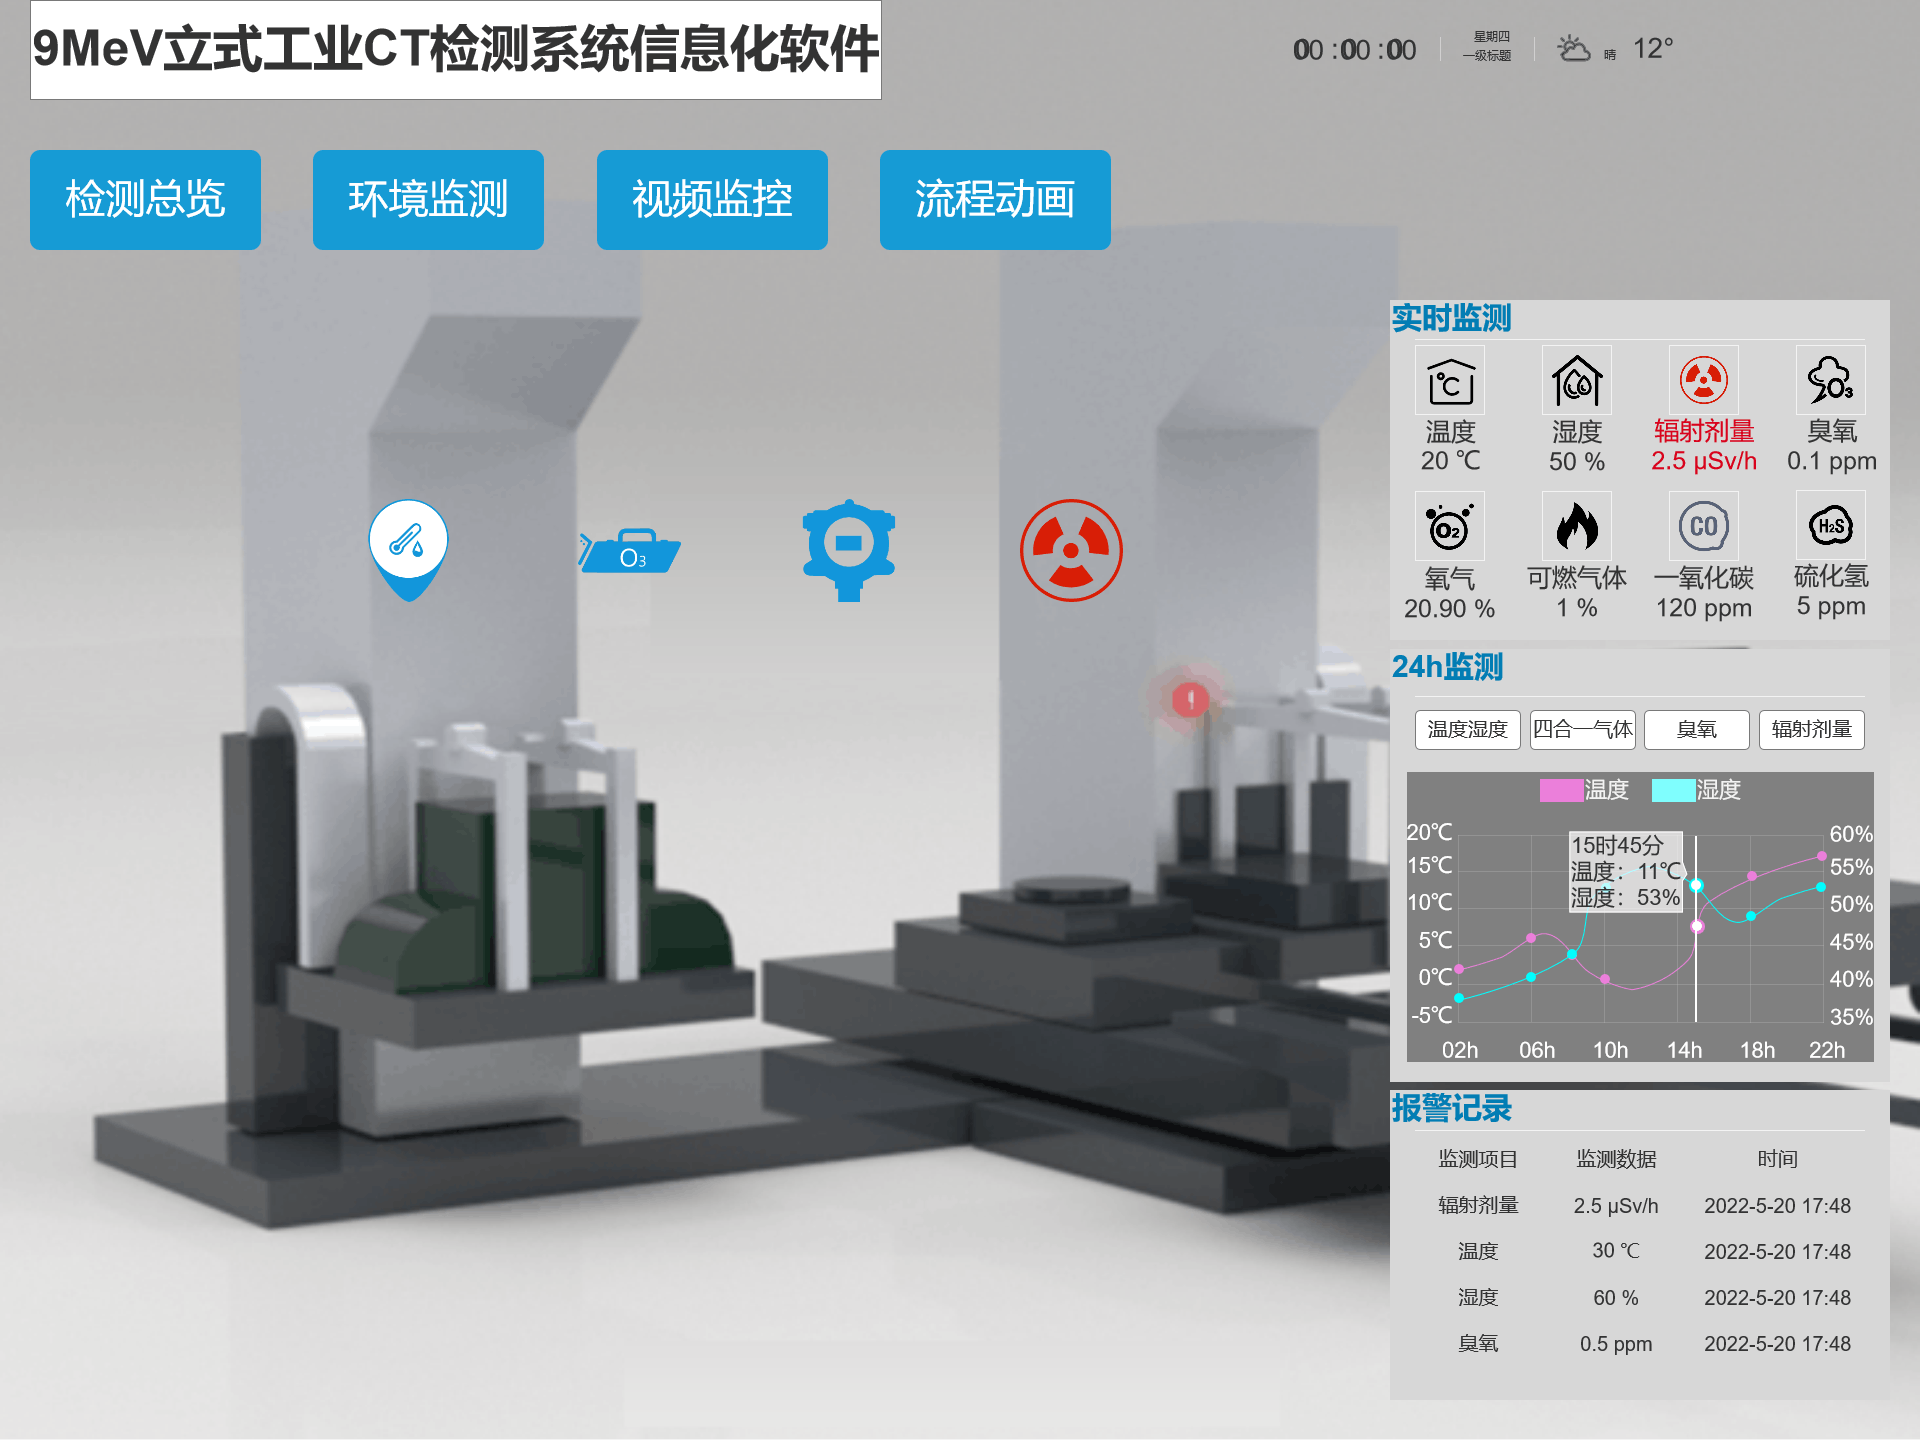 9MeV立式工业CT检测系统信息化软件
00 :00 :00
星期四
一级标题
晴
12°
检测总览
环境监测
视频监控
流程动画
实时监测
℃
O₃
温度
湿度
辐射剂量
臭氧
20 ℃
50 %
2.5 μSv/h
0.1 ppm
O₃
O₂
CO
H₂S
氧气
可燃气体
一氧化碳
硫化氢
20.90 %
1 %
120 ppm
5 ppm
24h监测
温度湿度
四合一气体
臭氧
辐射剂量
温度
湿度
20℃
15℃
10℃
5℃
0℃
-5℃
15时45分
温度：11℃
湿度：53%
60%
55%
50%
45%
40%
35%
02h
06h
10h
14h
18h
22h
报警记录
监测项目 监测数据 时间
辐射剂量 2.5 μSv/h 2022-5-20 17:48
温度 30 ℃ 2022-5-20 17:48
湿度 60 % 2022-5-20 17:48
臭氧 0.5 ppm 2022-5-20 17:48